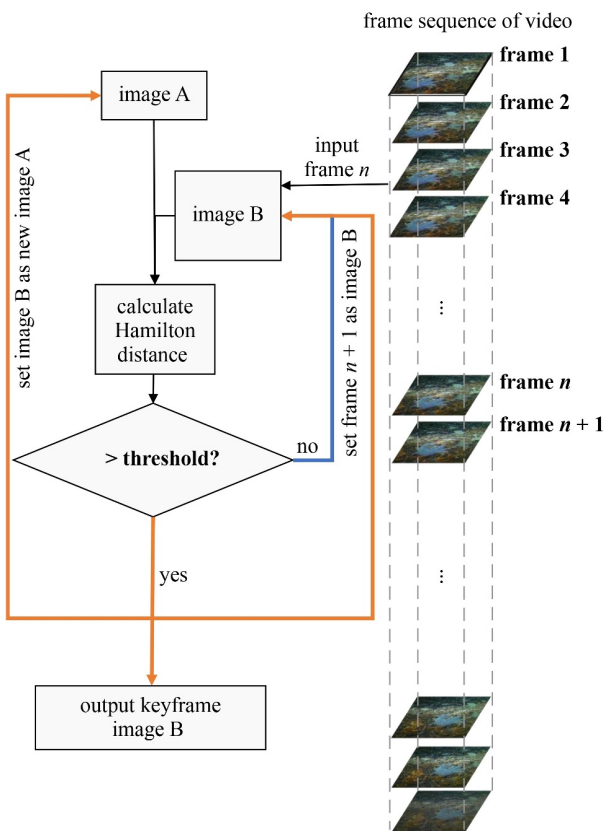 frame sequence of video
frame 1
image A
frame 2
input
frame n
frame 3
frame 4
image B
set image B as new image A
set frame n + 1 as image B
calculate
Hamilton
distance
...
frame n
frame n + 1
> threshold?
no
yes
...
output keyframe
image B